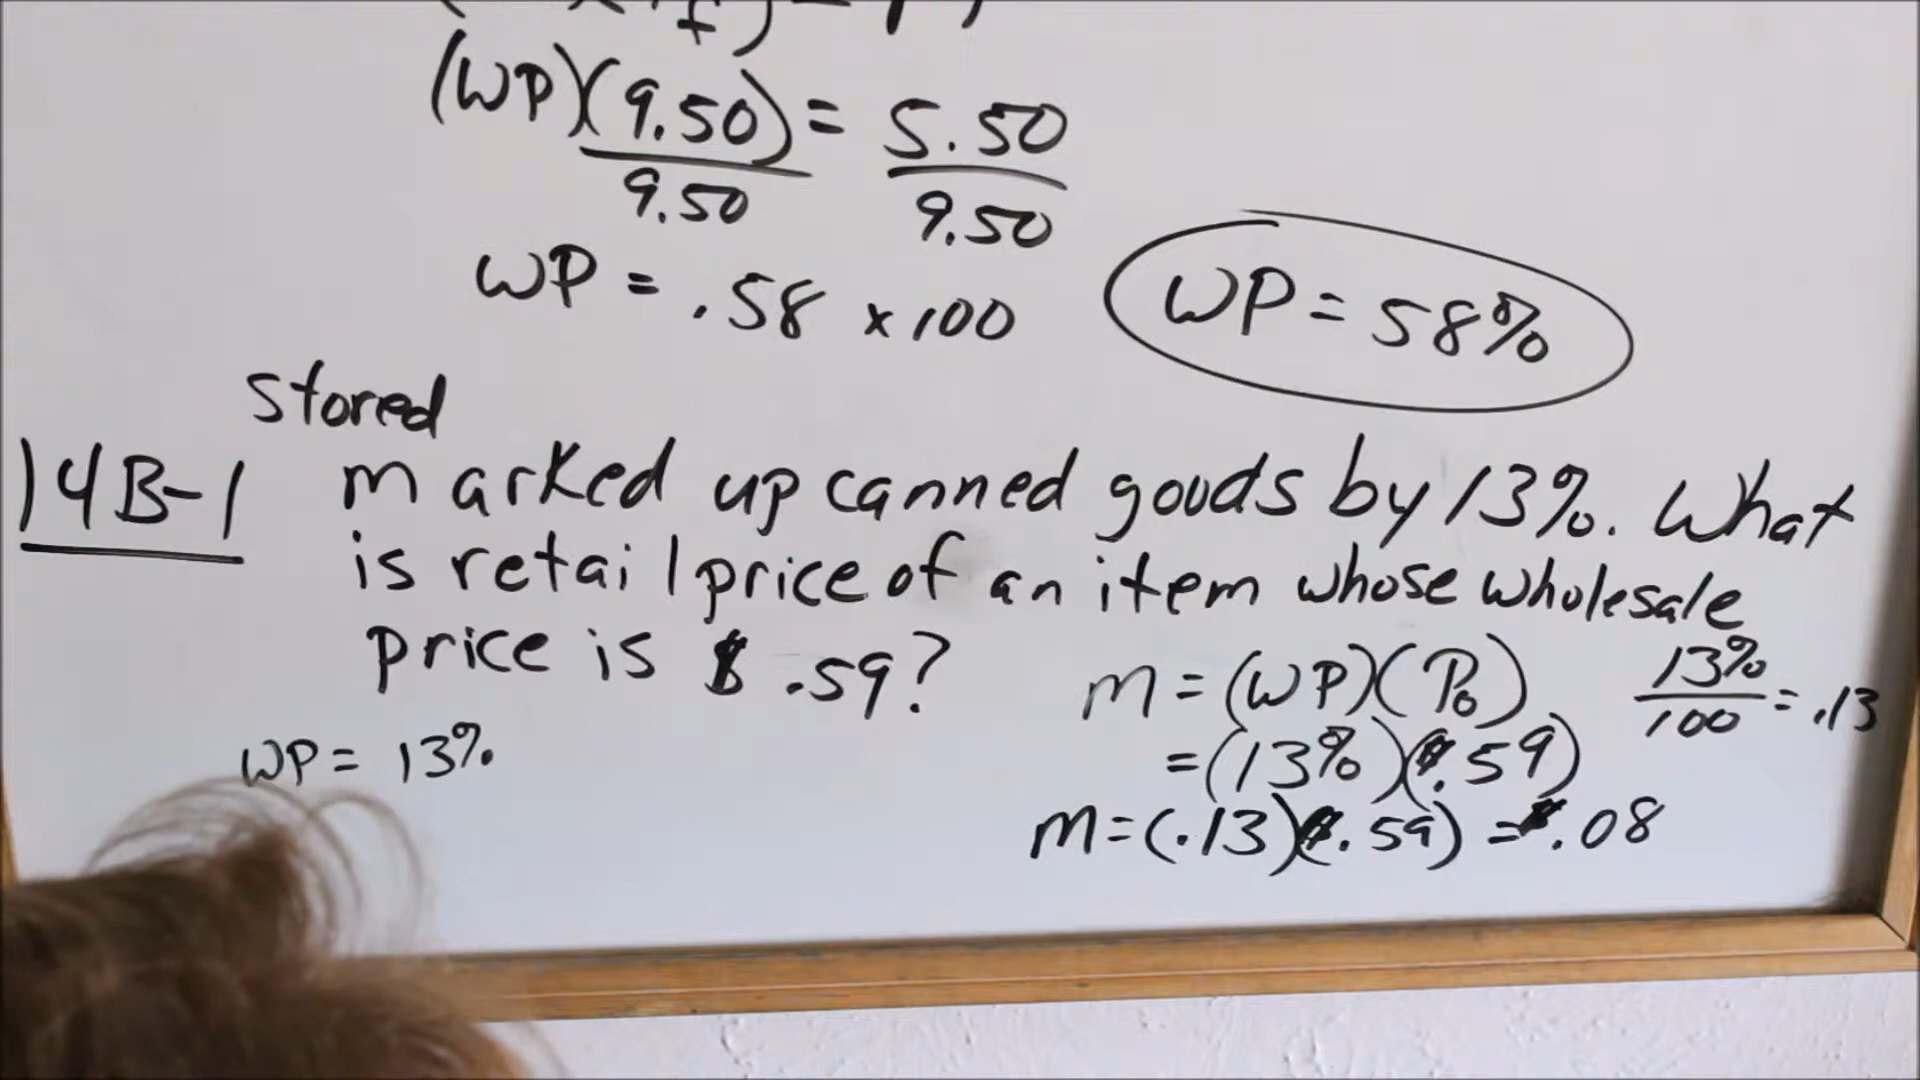 (WP)(9.50) = 5.50
9.50 9.50
WP = .58 x 100
WP = 58%
stored
14B-1 marked up canned goods by 13%. What
is retail price of an item whose wholesale
price is $ .59?
m = (WP)(Po)
13%
100 = .13
= (13%)($.59)
m = (.13)($.59) = $.08
WP = 13%